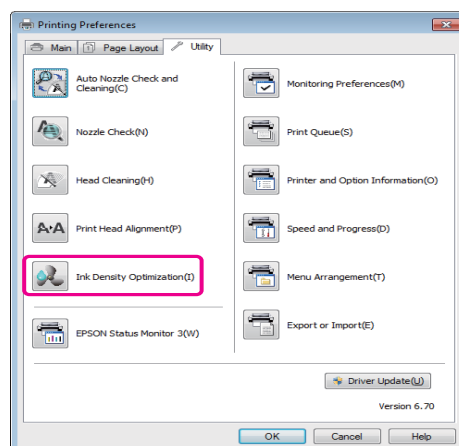 Printing Preferences
Main
Page Layout
Utility
Auto Nozzle Check and
Cleaning(C)
Monitoring Preferences(M)
Nozzle Check(N)
Print Queue(S)
Head Cleaning(H)
Printer and Option Information(O)
Print Head Alignment(P)
Speed and Progress(D)
Ink Density Optimization(I)
Menu Arrangement(T)
EPSON Status Monitor 3(W)
Export or Import(E)
Driver Update(U)
Version 6.70
OK
Cancel
Help